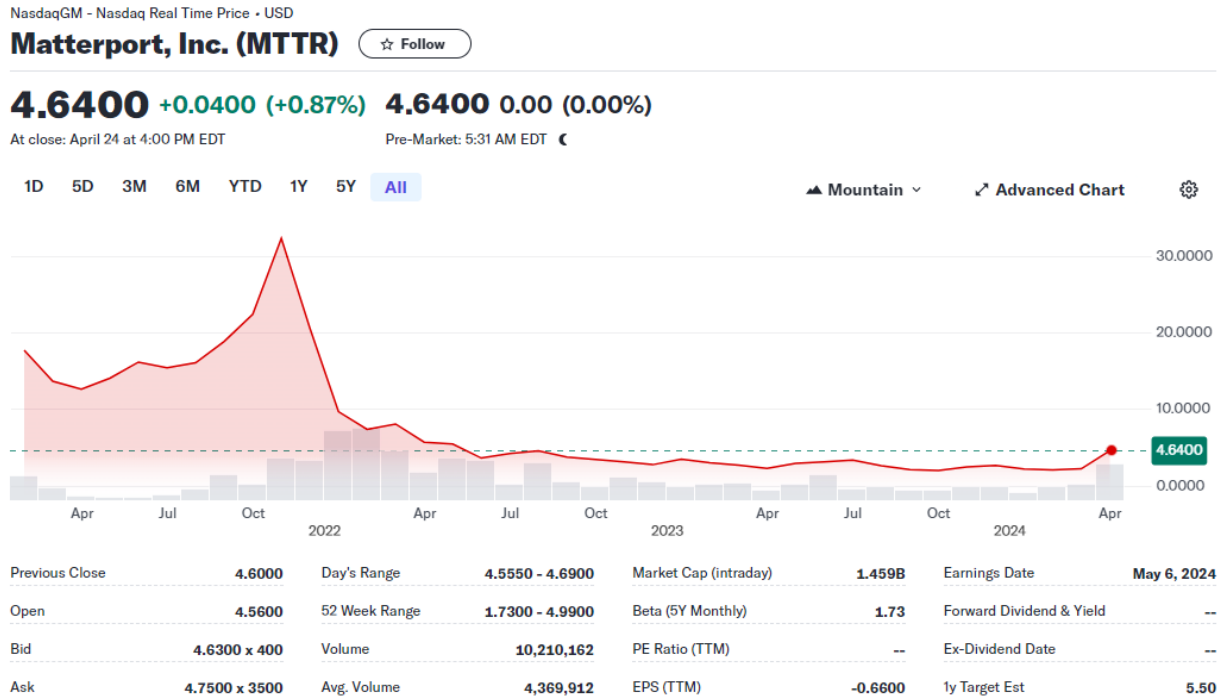 NasdaqGM - Nasdaq Real Time Price • USD
Matterport, Inc. (MTTR) Follow
4.6400 +0.0400 (+0.87%) 4.6400 0.00 (0.00%)
At close: April 24 at 4:00 PM EDT Pre-Market: 5:31 AM EDT
1D 5D 3M 6M YTD 1Y 5Y All Mountain Advanced Chart
30.0000
20.0000
10.0000
4.6400
0.0000
Apr Jul Oct Apr Jul Oct Apr Jul Oct Apr
2022 2023 2024
Previous Close 4.6000 Day's Range 4.5550 - 4.6900 Market Cap (intraday) 1.459B Earnings Date May 6, 2024
Open 4.5600 52 Week Range 1.7300 - 4.9900 Beta (5Y Monthly) 1.73 Forward Dividend & Yield --
Bid 4.6300 x 400 Volume 10,210,162 PE Ratio (TTM) -- Ex-Dividend Date --
Ask 4.7500 x 3500 Avg. Volume 4,369,912 EPS (TTM) -0.6600 1y Target Est 5.50